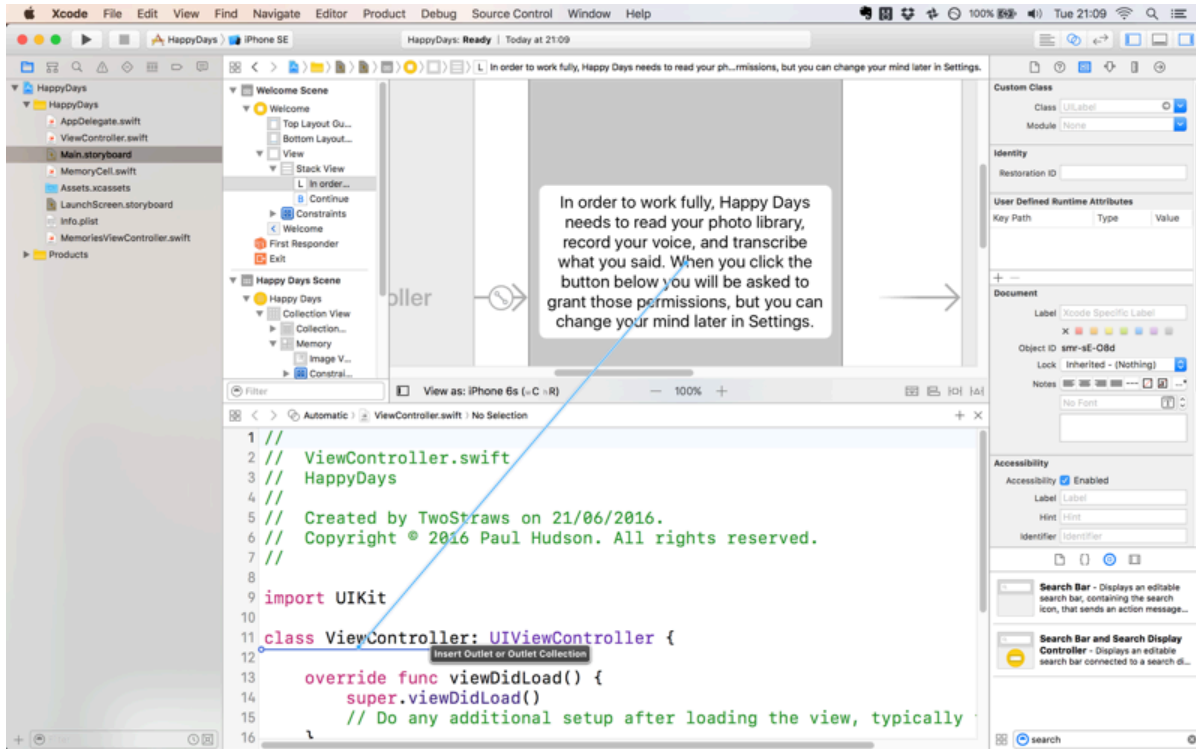 Xcode File Edit View Find Navigate Editor Product Debug Source Control Window Help 100% Tue 21:09
HappyDays iPhone SE HappyDays: Ready | Today at 21:09
L In order to work fully, Happy Days needs to read your ph...rmissions, but you can change your mind later in Settings.
HappyDays
HappyDays
AppDelegate.swift
ViewController.swift
Main.storyboard
MemoryCell.swift
Assets.xcassets
LaunchScreen.storyboard
Info.plist
MemoriesViewController.swift
Products
Welcome Scene
Welcome
Top Layout Gu...
Bottom Layout...
View
Stack View
L In order...
B Continue
Constraints
Welcome
First Responder
Exit
Happy Days Scene
Happy Days
Collection View
Collection...
Memory
Image V...
Constrai...
Filter
oller
In order to work fully, Happy Days
needs to read your photo library,
record your voice, and transcribe
what you said. When you click the
button below you will be asked to
grant those permissions, but you can
change your mind later in Settings.
View as: iPhone 6s (wC hR) — 100% +
Automatic ViewController.swift No Selection
1 //
2 // ViewController.swift
3 // HappyDays
4 //
5 // Created by TwoStraws on 21/06/2016.
6 // Copyright © 2016 Paul Hudson. All rights reserved.
7 //
8
9 import UIKit
10
11 class ViewController: UIViewController {
Insert Outlet or Outlet Collection
12
13 override func viewDidLoad() {
14 super.viewDidLoad()
15 // Do any additional setup after loading the view, typically
16 }
Custom Class
Class UILabel
Module None
Identity
Restoration ID
User Defined Runtime Attributes
Key Path Type Value
Document
Label Xcode Specific Label
Object ID smr-sE-O8d
Lock Inherited - (Nothing)
Notes
No Font
Accessibility
Accessibility Enabled
Label Label
Hint Hint
Identifier Identifier
Search Bar - Displays an editable
search bar, containing the search
icon, that sends an action message...
Search Bar and Search Display
Controller - Displays an editable
search bar connected to a search di...
search